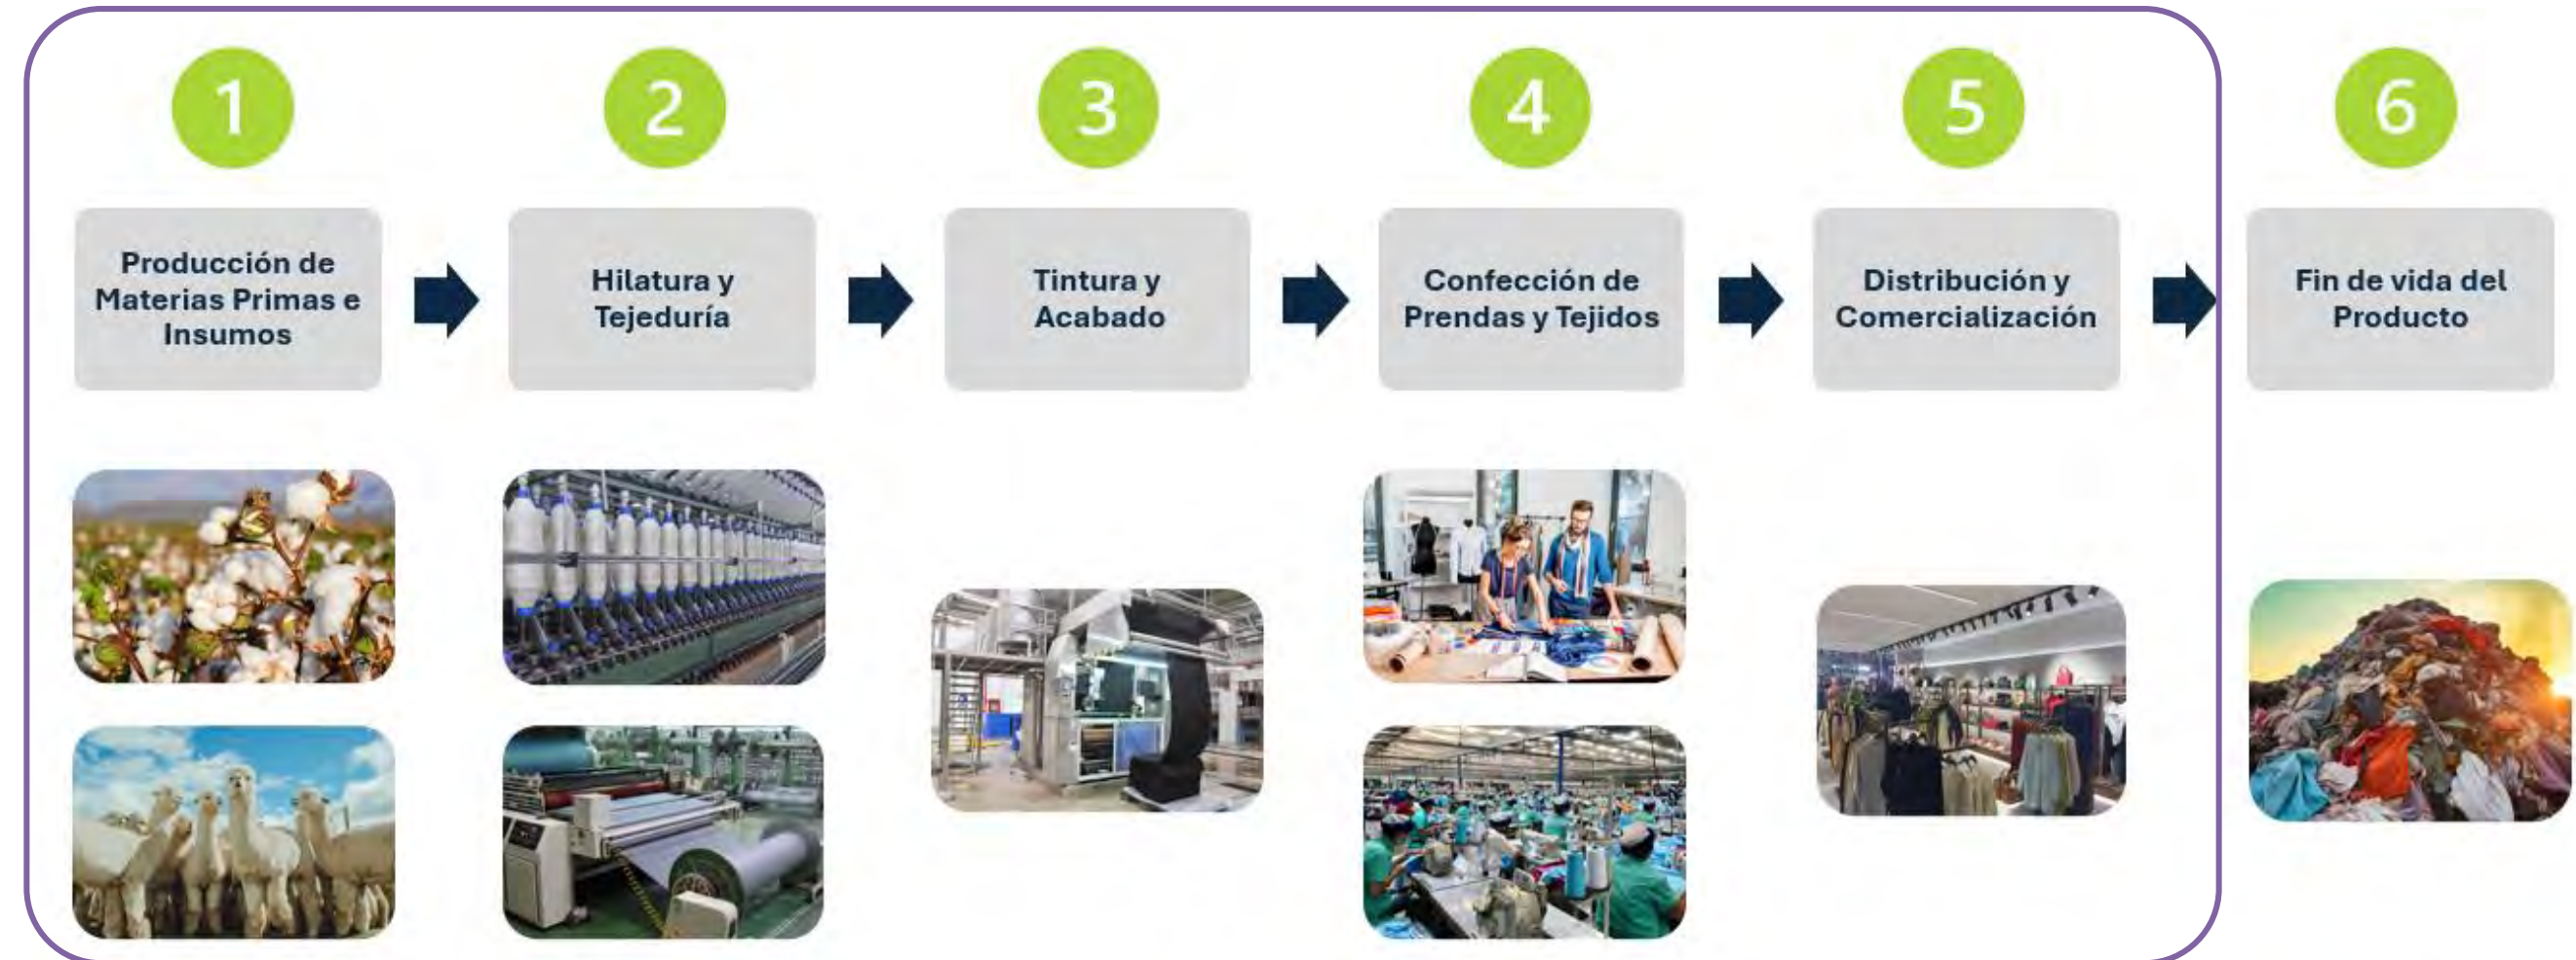 1
2
3
4
5
6
Producción de
Materias Primas e
Insumos
Hilatura y
Tejeduría
Tintura y
Acabado
Confección de
Prendas y Tejidos
Distribución y
Comercialización
Fin de vida del
Producto